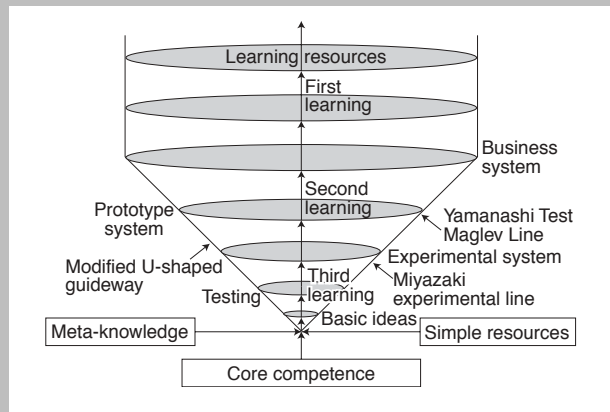 Learning resources
First
learning
Business
system
Second
learning
Prototype
system
Yamanashi Test
Maglev Line
Experimental system
Modified U-shaped
guideway
Miyazaki
experimental line
Third
learning
Testing
Basic ideas
Meta-knowledge
Simple resources
Core competence